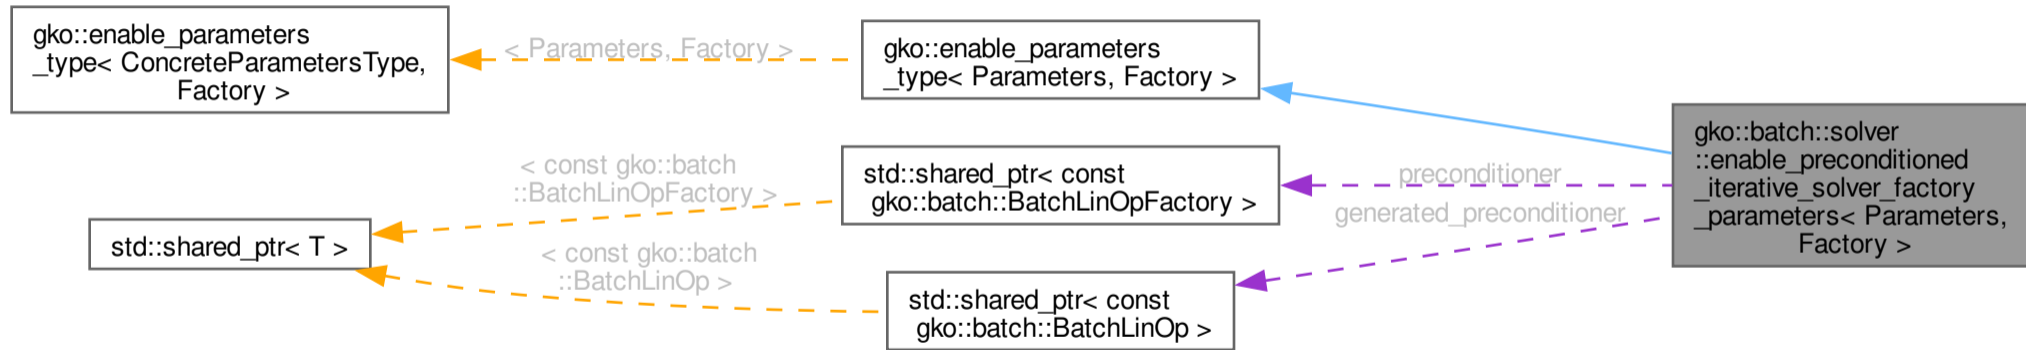 gko::enable_parameters
_type< ConcreteParametersType,
Factory >
< Parameters, Factory >
gko::enable_parameters
_type< Parameters, Factory >
gko::batch::solver
::enable_preconditioned
_iterative_solver_factory
_parameters< Parameters,
Factory >
std::shared_ptr< T >
< const gko::batch
::BatchLinOpFactory >
std::shared_ptr< const
gko::batch::BatchLinOpFactory >
preconditioner
generated_preconditioner
< const gko::batch
::BatchLinOp >
std::shared_ptr< const
gko::batch::BatchLinOp >